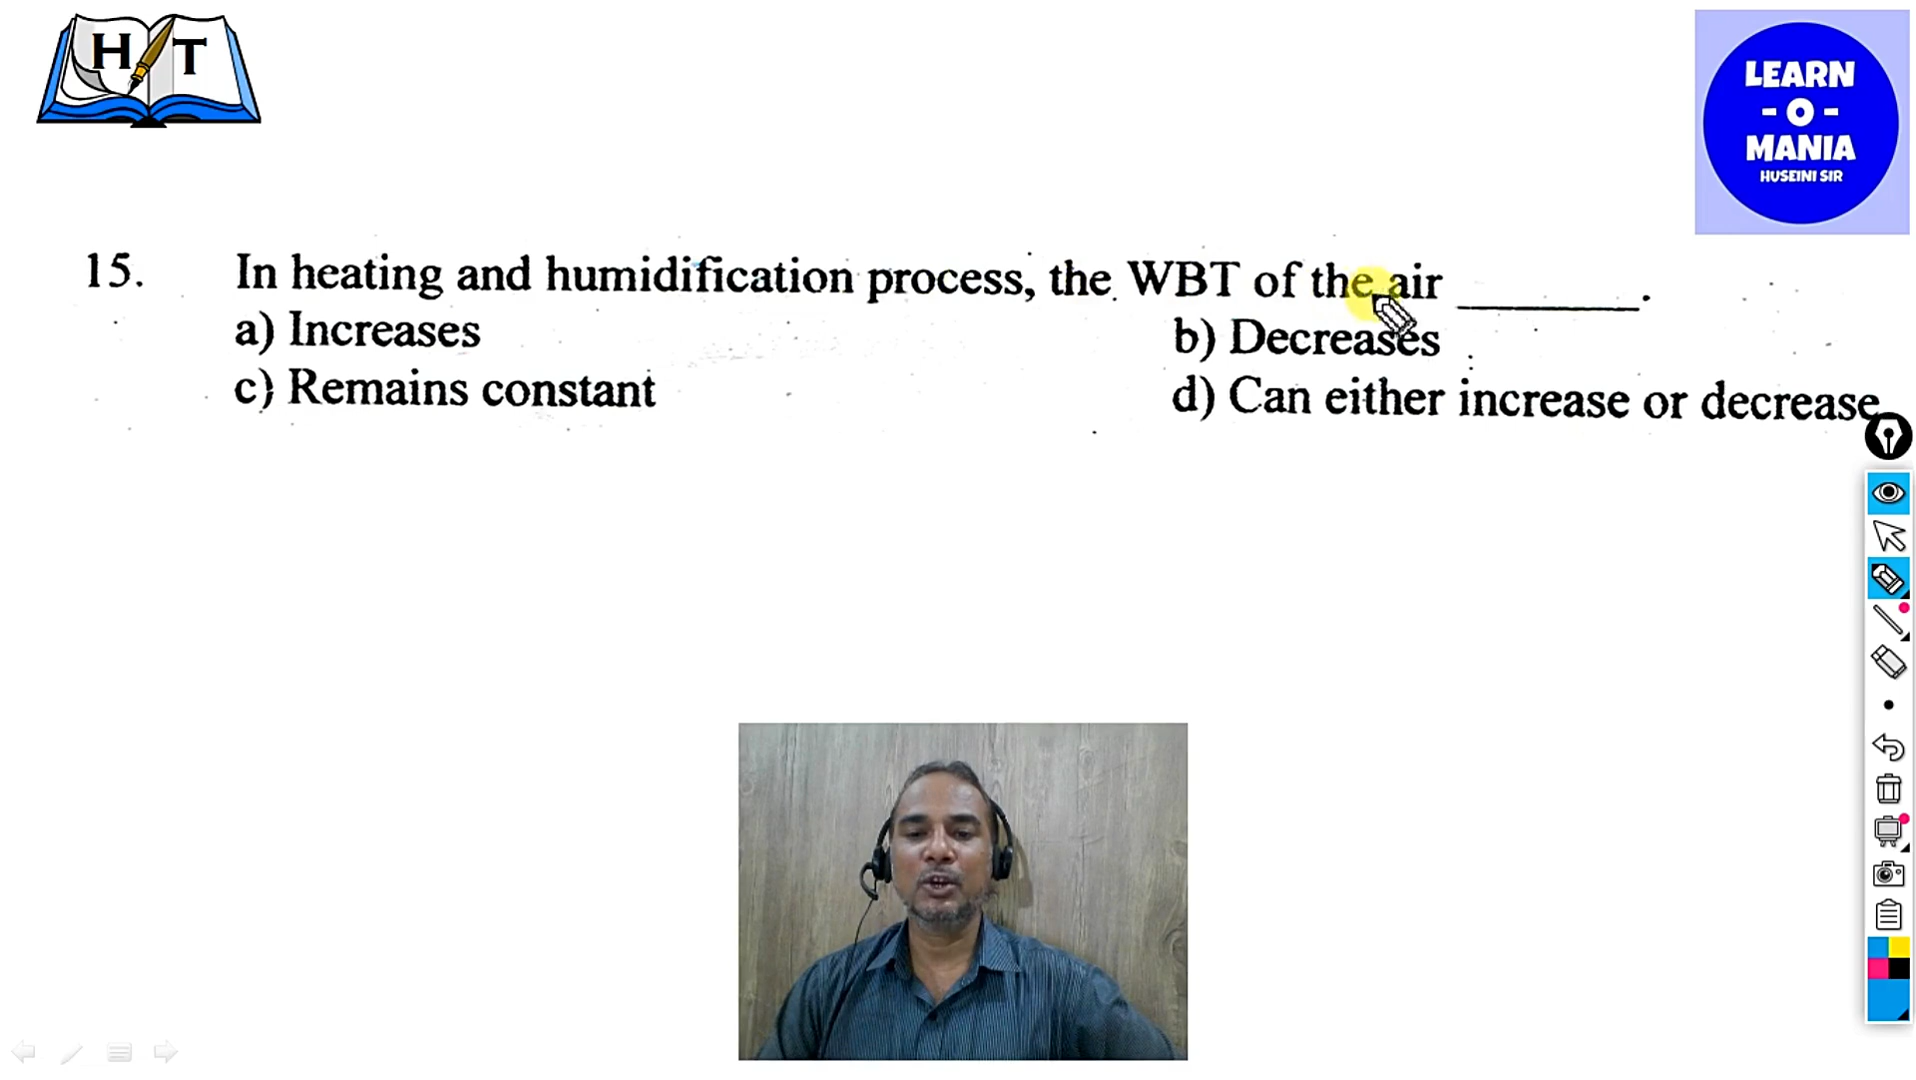 H T
LEARN
- O -
MANIA
HUSEINI SIR
15. In heating and humidification process, the WBT of the air ________.
a) Increases b) Decreases
c) Remains constant d) Can either increase or decrease